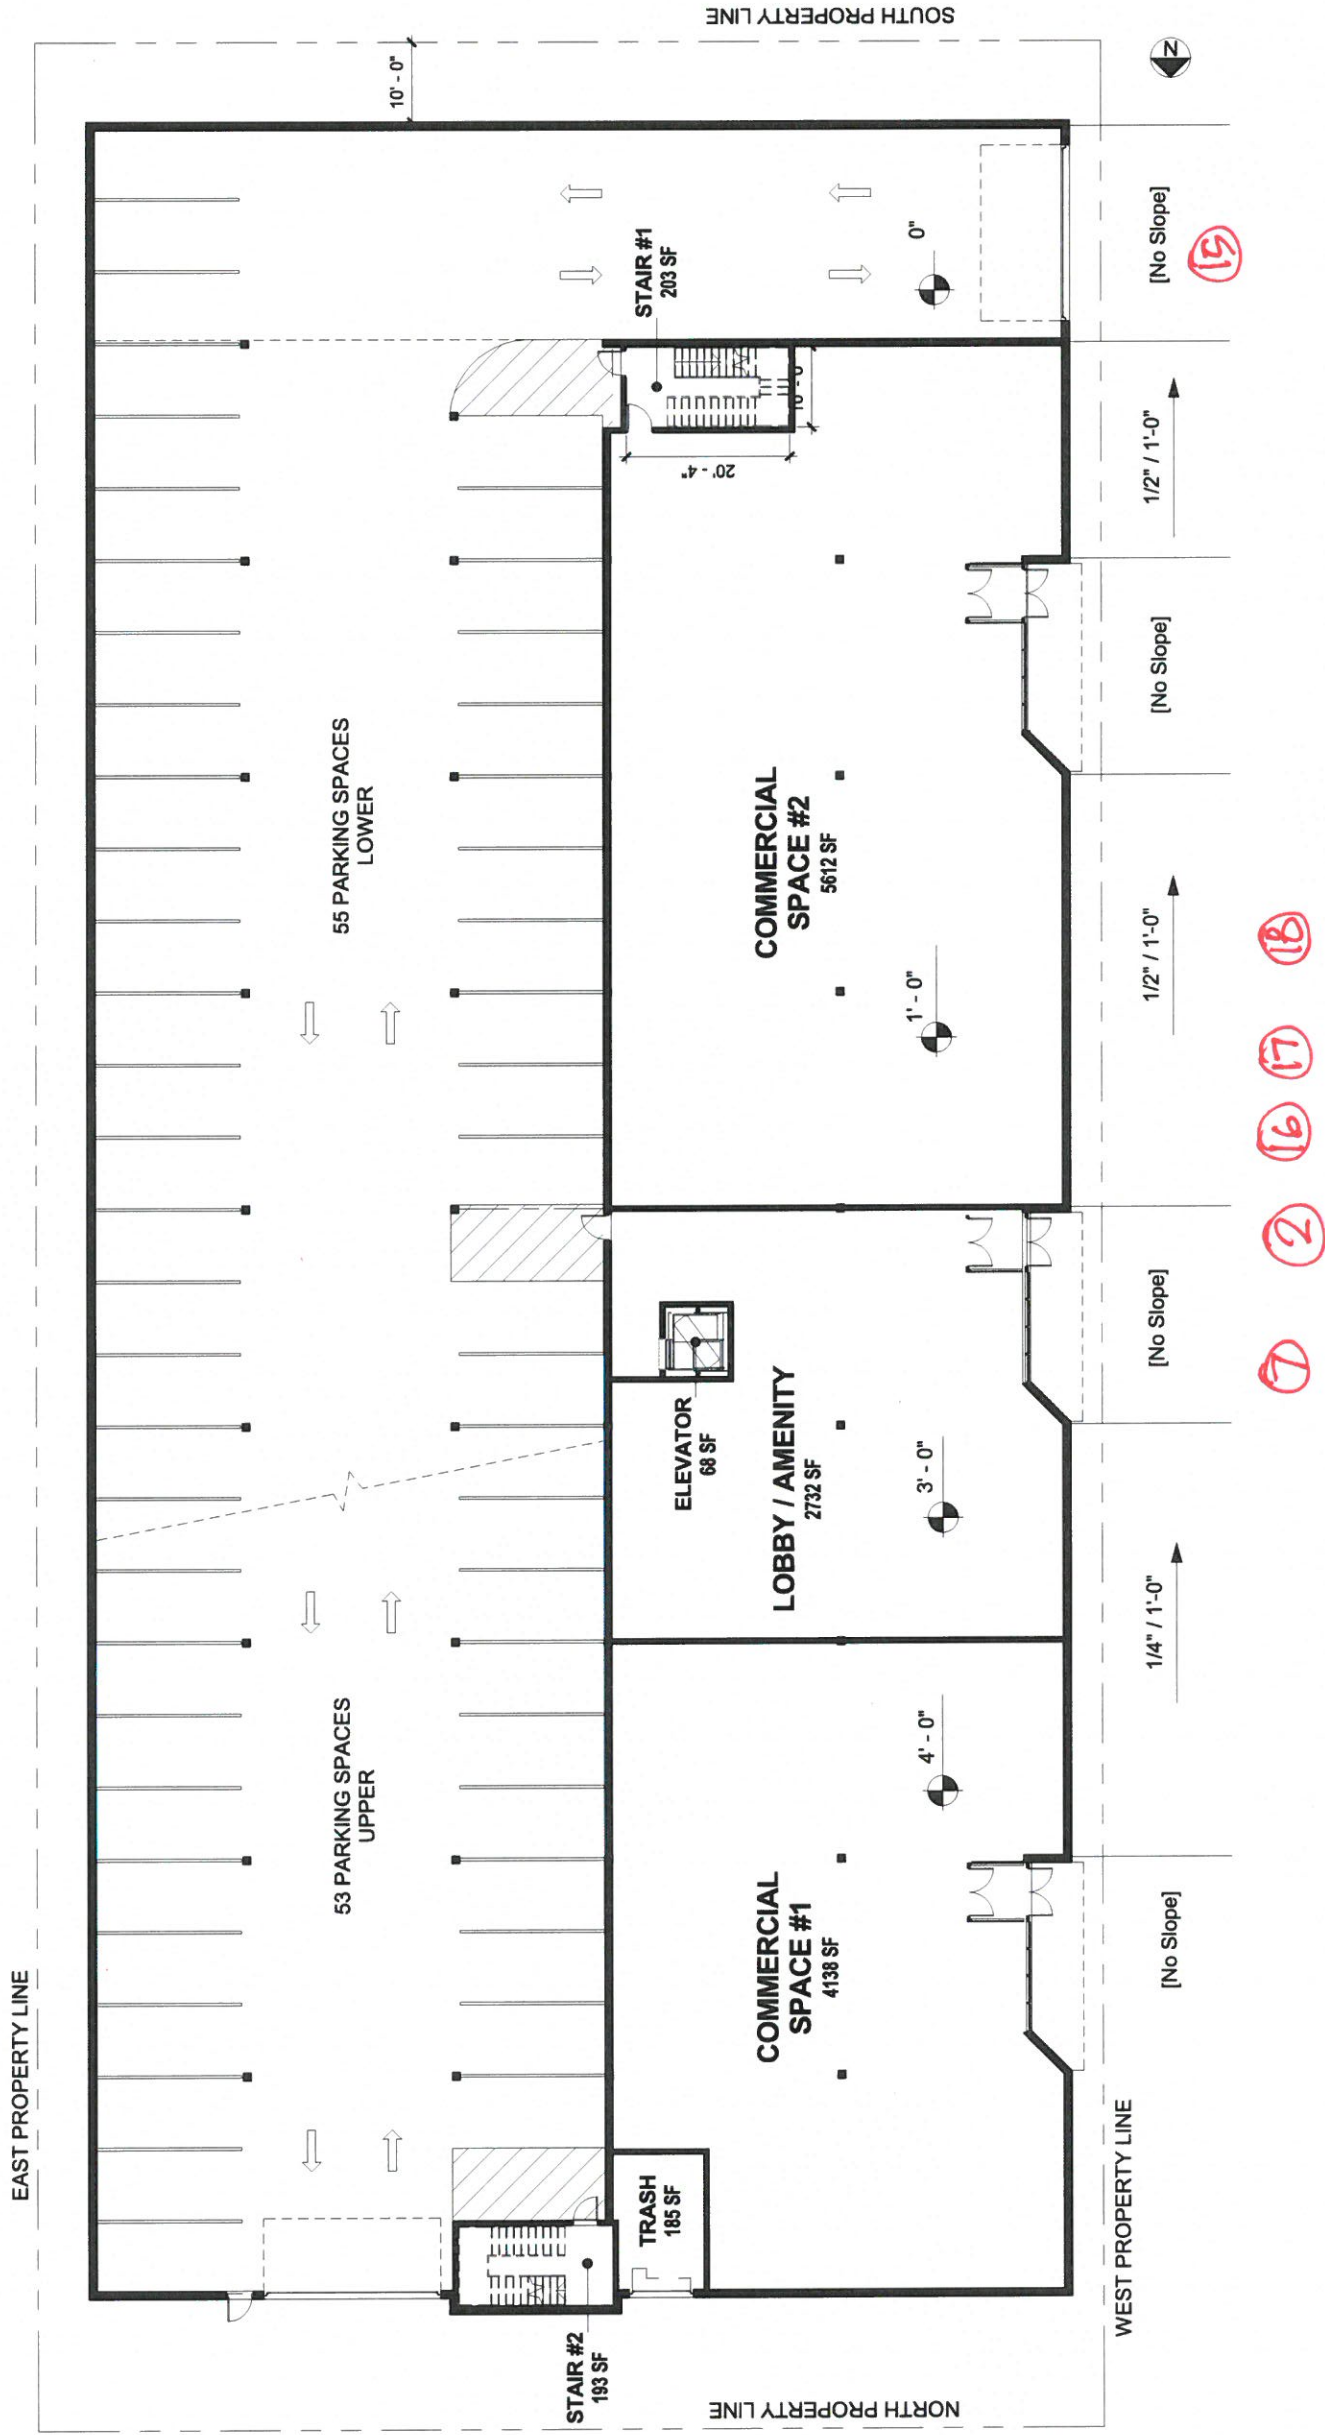 SOUTH PROPERTY LINE
10' - 0"
N
STAIR #1
203 SF
0"
[No Slope]
15
20' - 4"
1/2" / 1'-0"
[No Slope]
55 PARKING SPACES
LOWER
COMMERCIAL
SPACE #2
5612 SF
1' - 0"
1/2" / 1'-0"
18
17
16
2
7
ELEVATOR
68 SF
LOBBY / AMENITY
2732 SF
3' - 0"
[No Slope]
1/4" / 1'-0"
53 PARKING SPACES
UPPER
COMMERCIAL
SPACE #1
4138 SF
4' - 0"
[No Slope]
EAST PROPERTY LINE
TRASH
185 SF
STAIR #2
193 SF
WEST PROPERTY LINE
NORTH PROPERTY LINE